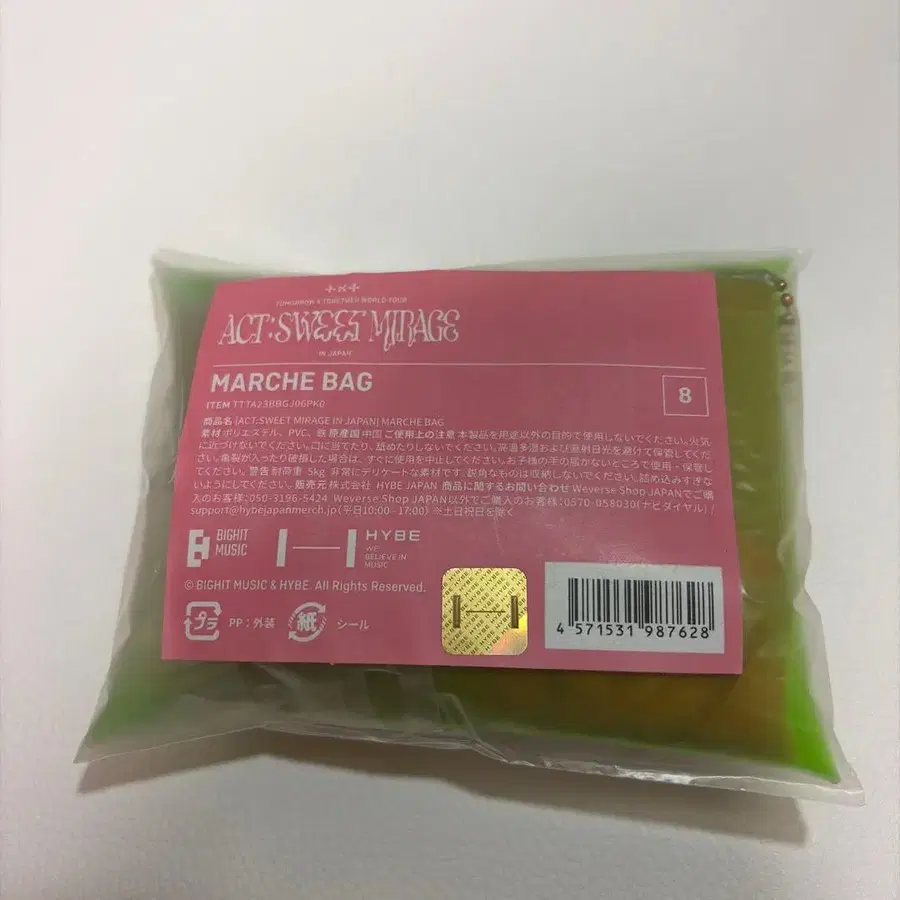 TOMORROW X TOGETHER WORLD TOUR
ACT:SWEET MIRAGE
IN JAPAN
MARCHE BAG
8
ITEM TTTA23BBGJ06PK0
商品名 [ACT:SWEET MIRAGE IN JAPAN] MARCHE BAG
素材 ポリエステル、PVC、鉄 原産国 中国 ご使用上の注意 本製品を用途以外の目的で使用しないでください。火気
に近づけないでください。口に当てたり、舐めたりしないでください。高温多湿および直射日光を避けて保管してくだ
さい。亀裂が入ったり破損した場合は、すぐに使用を中止してください。お子様の手の届かないところで使用・保管し
てください。警告 耐荷重 5kg 非常にデリケートな素材です。鋭角なものは収納しないでください。詰め込みすぎな
いようにしてください。販売元 株式会社 HYBE JAPAN 商品に関するお問い合わせ Weverse Shop JAPANでご購
入のお客様:050-3196-5424 Weverse Shop JAPAN以外でご購入のお客様:0570-058030(ナビダイヤル) /
support@hybejapanmerch.jp(平日10:00~17:00) ※土日祝日を除く
BIGHIT
MUSIC
HYBE
WE
BELIEVE IN
MUSIC
© BIGHIT MUSIC & HYBE. All Rights Reserved.
プラ PP:外装 紙 シール
HYBE
4 571531 987628